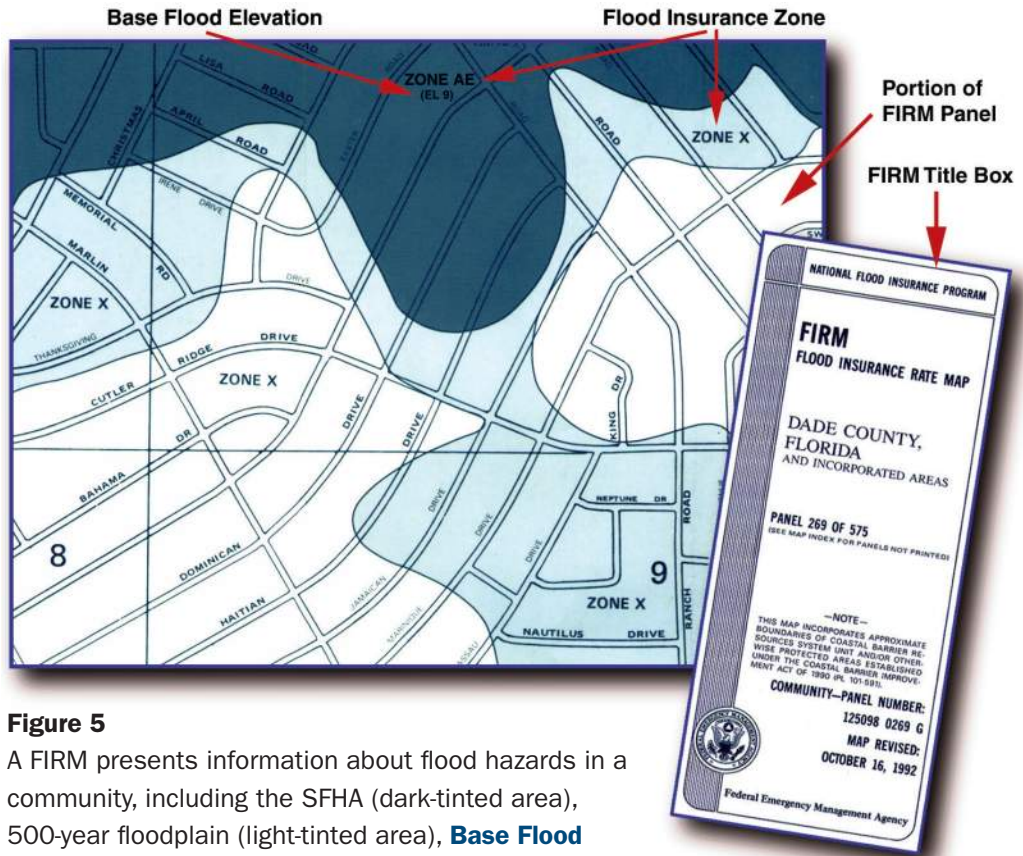 Base Flood Elevation
Flood Insurance Zone
Portion of
FIRM Panel
FIRM Title Box
LISA
ROAD
ROAD
ZONE AE
(EL 9)
APRIL
ROAD
CHRISTMAS
EASTER
ROAD
ROAD
ZONE X
IRENE
DRIVE
MEMORIAL
RD
MARLIN
ZONE X
THANKSGIVING
DRIVE
CUTLER
RIDGE
DRIVE
ZONE X
DRIVE
DRIVE
KING DR
BAHAMA
DR
8
DOMINICAN
HAITIAN
JAMAICAN
DRIVE
DRIVE
DRIVE
NEPTUNE DR
ROAD
9
ZONE X
RANCH
NAUTILUS DRIVE
NATIONAL FLOOD INSURANCE PROGRAM
FIRM
FLOOD INSURANCE RATE MAP
DADE COUNTY,
FLORIDA
AND INCORPORATED AREAS
PANEL 269 OF 575
(SEE MAP INDEX FOR PANELS NOT PRINTED)
—NOTE—
THIS MAP INCORPORATES APPROXIMATE
BOUNDARIES OF COASTAL BARRIER RE-
SOURCES SYSTEM UNIT AND/OR OTHER-
WISE PROTECTED AREAS ESTABLISHED
UNDER THE COASTAL BARRIER IMPROVE-
MENT ACT OF 1990 (PL 101-591).
COMMUNITY—PANEL NUMBER:
125098 0269 G
MAP REVISED:
OCTOBER 16, 1992
Federal Emergency Management Agency
Figure 5
A FIRM presents information about flood hazards in a
community, including the SFHA (dark-tinted area),
500-year floodplain (light-tinted area), Base Flood